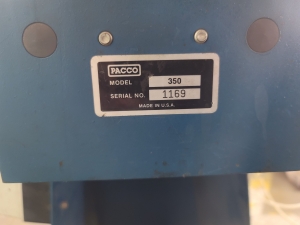 PACCO
MODEL 350
SERIAL NO. 1169
MADE IN U.S.A.